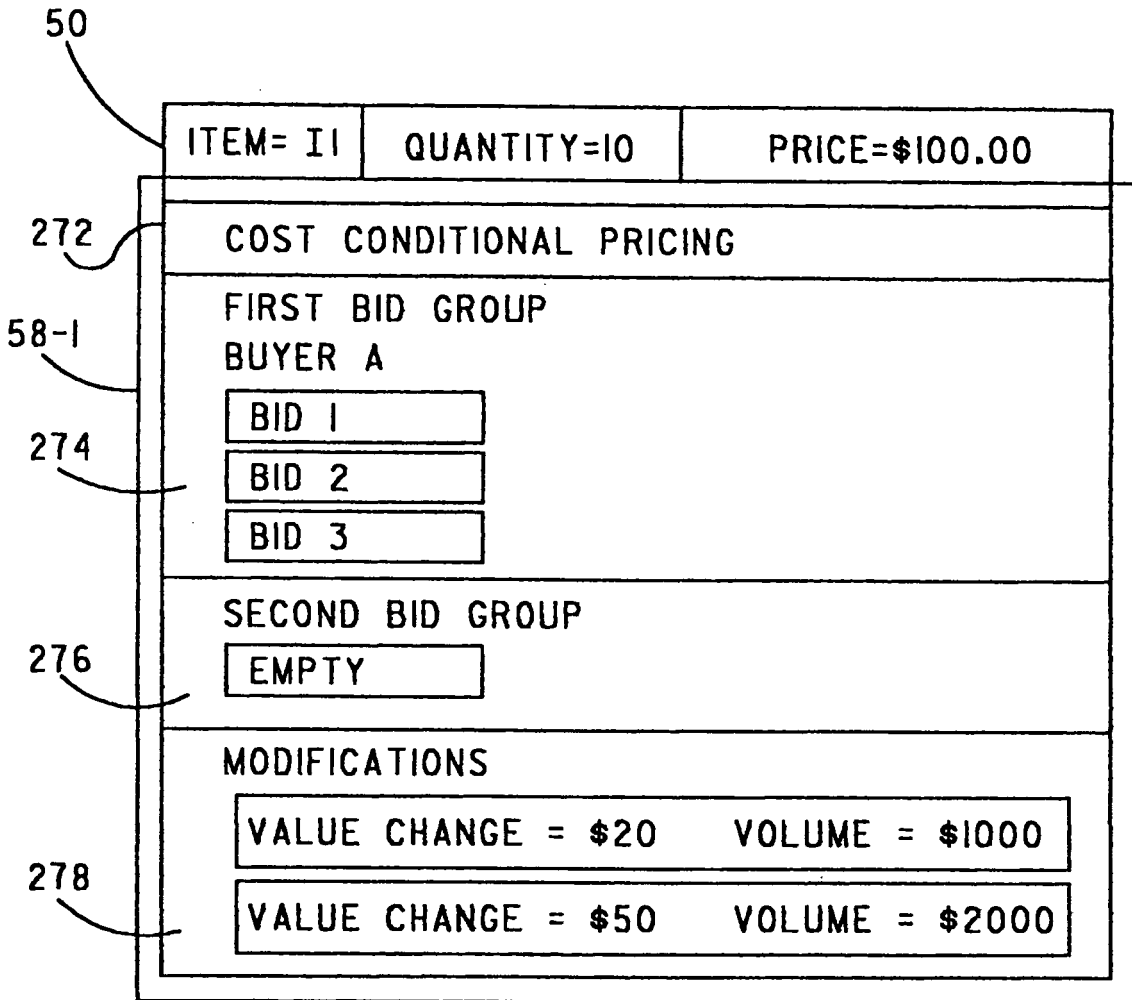 50
ITEM= I1 QUANTITY=10 PRICE=$100.00
272 COST CONDITIONAL PRICING
FIRST BID GROUP
58-1
BUYER A
BID 1
274
BID 2
BID 3
SECOND BID GROUP
276 EMPTY
MODIFICATIONS
VALUE CHANGE = $20 VOLUME = $1000
278
VALUE CHANGE = $50 VOLUME = $2000